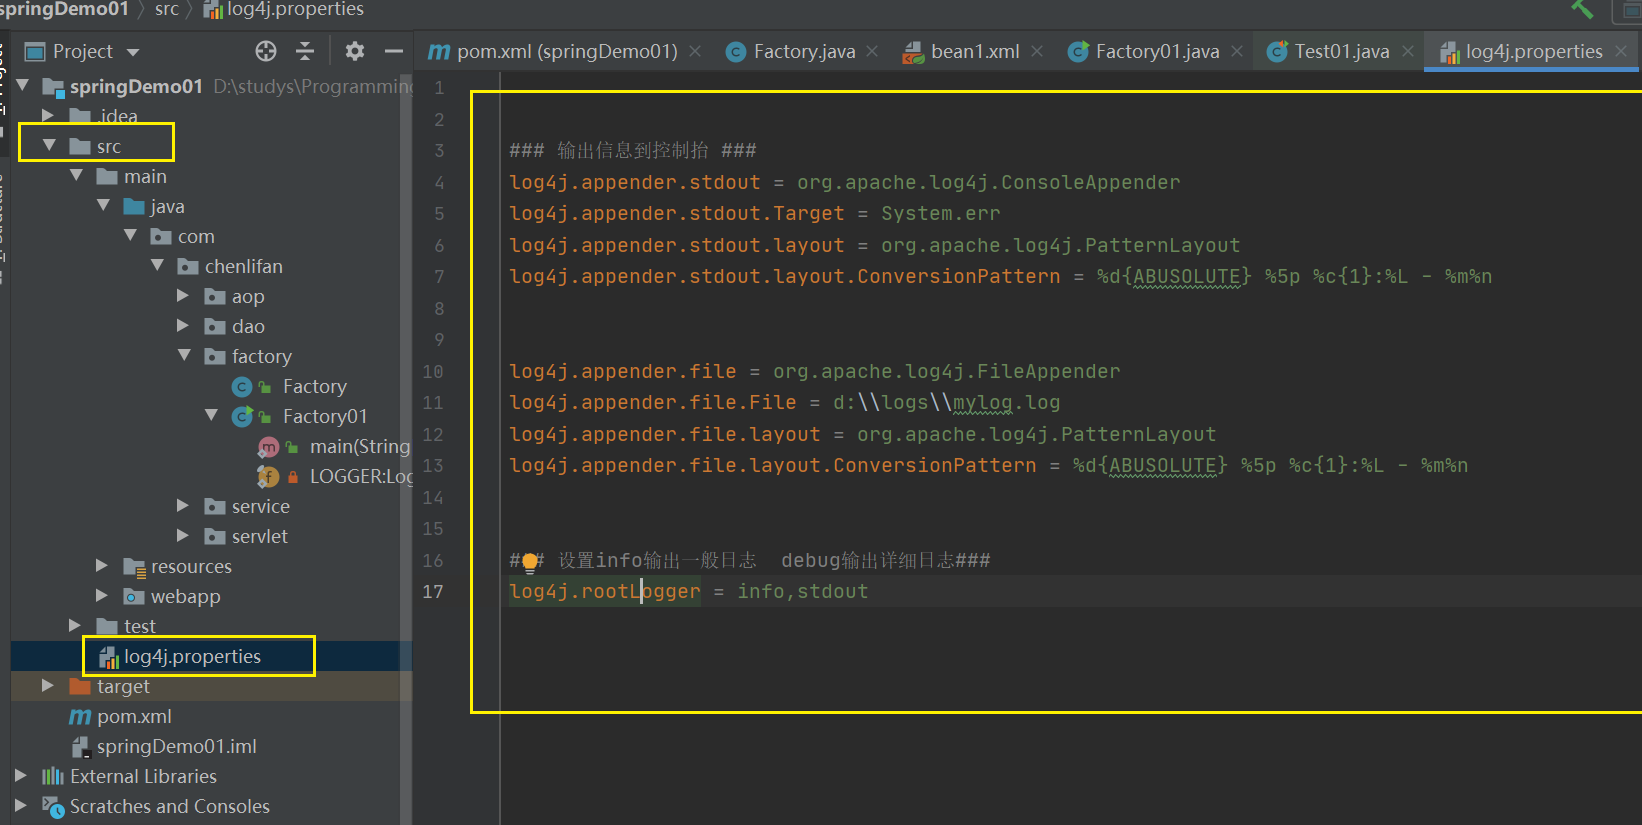 springDemo01 〉 src 〉 log4j.properties
Project
pom.xml (springDemo01)
Factory.java
bean1.xml
Factory01.java
Test01.java
log4j.properties
springDemo01 D:\studys\Programming
.idea
src
main
java
com
chenlifan
aop
dao
factory
Factory
Factory01
main(String
LOGGER:Log
service
servlet
resources
webapp
test
log4j.properties
target
pom.xml
springDemo01.iml
External Libraries
Scratches and Consoles
1
2
3 ### 输出信息到控制抬 ###
4 log4j.appender.stdout = org.apache.log4j.ConsoleAppender
5 log4j.appender.stdout.Target = System.err
6 log4j.appender.stdout.layout = org.apache.log4j.PatternLayout
7 log4j.appender.stdout.layout.ConversionPattern = %d{ABUSOLUTE} %5p %c{1}:%L - %m%n
8
9
10 log4j.appender.file = org.apache.log4j.FileAppender
11 log4j.appender.file.File = d:\\logs\\mylog.log
12 log4j.appender.file.layout = org.apache.log4j.PatternLayout
13 log4j.appender.file.layout.ConversionPattern = %d{ABUSOLUTE} %5p %c{1}:%L - %m%n
14
15
16 ### 设置info输出一般日志 debug输出详细日志###
17 log4j.rootLogger = info,stdout